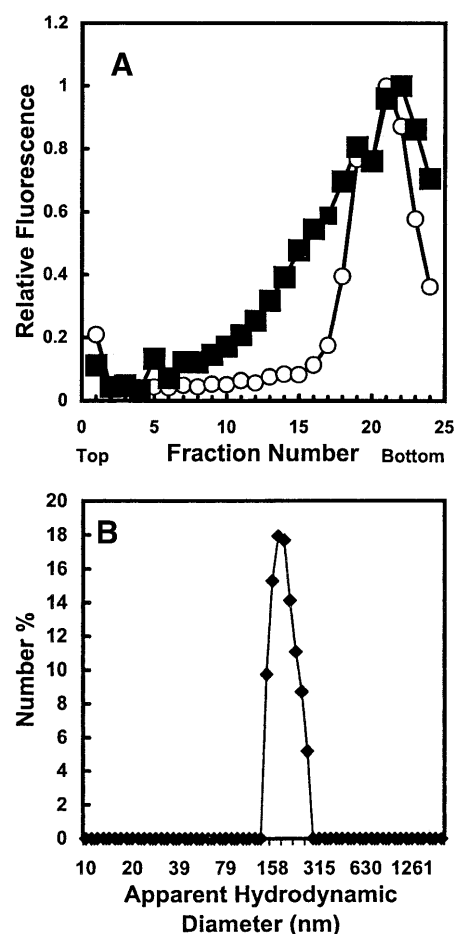 A
Relative Fluorescence
1.2
1
0.8
0.6
0.4
0.2
0
0 5 10 15 20 25
Top Fraction Number Bottom
B
Number %
20
18
16
14
12
10
8
6
4
2
0
10 20 39 79 158 315 630 1261
Apparent Hydrodynamic
Diameter (nm)